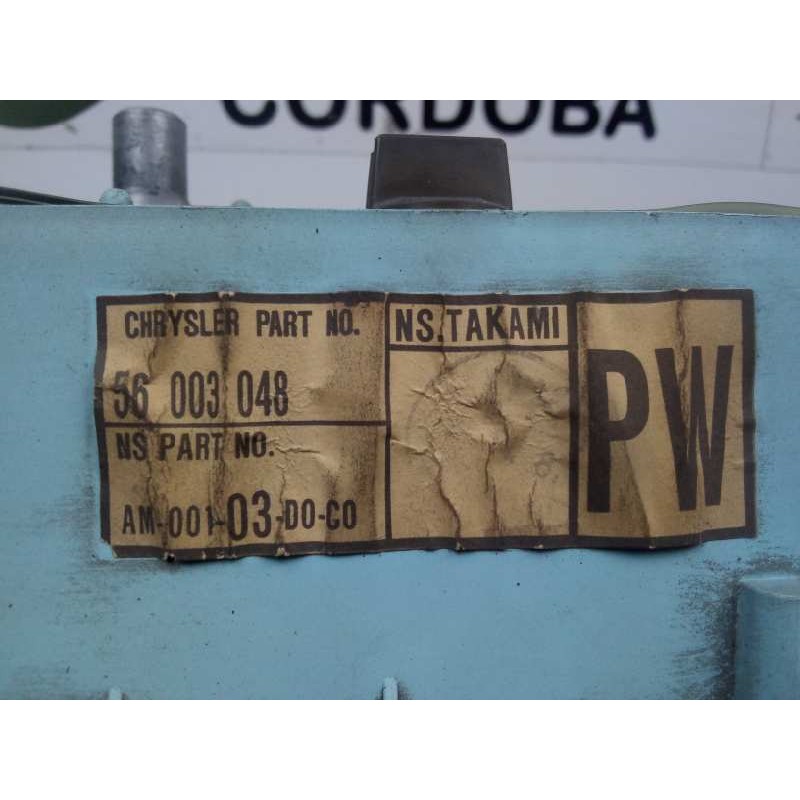 CORDOBA
CHRYSLER PART NO.
56 003 048
NS PART NO.
AM-001-03-DO-CO
NS.TAKAMI
PW